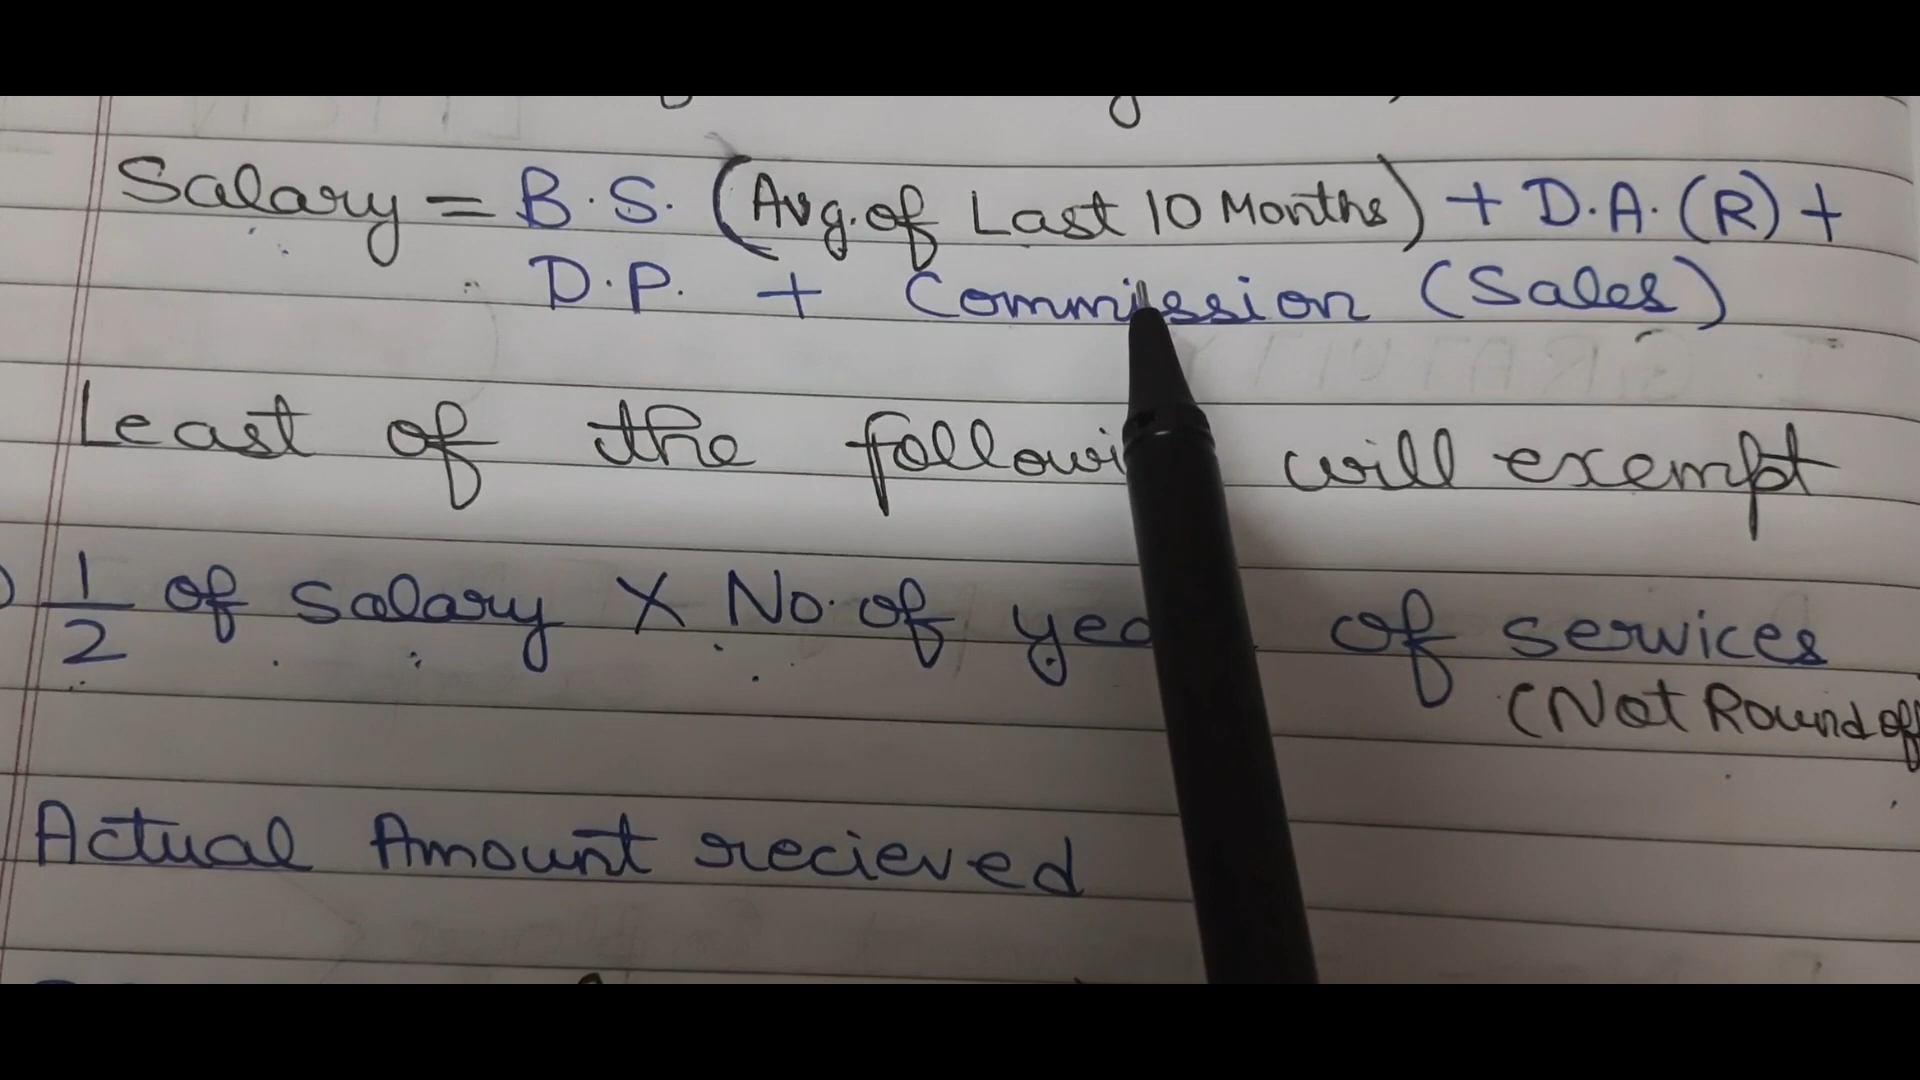 Salary = B.S. (Avg. of Last 10 Months) + D.A. (R) +
D.P. + Commission (Sales)
Least of the followi will exempt
1/2 of salary X No. of yea of services
(Not Round off
Actual Amount recieved